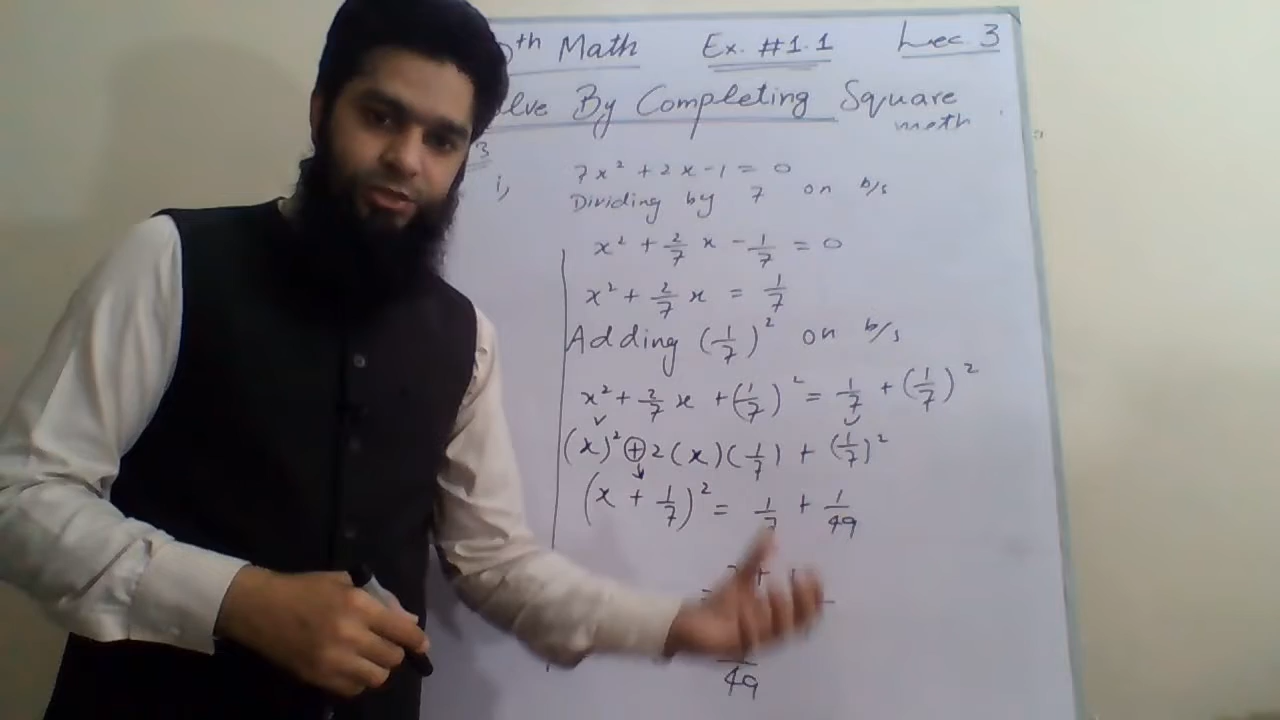 th Math Ex. #1.1 Lec 3
lve By Completing Square
math
3
i, 7x² + 2x - 1 = 0
Dividing by 7 on b/s
x² + 2/7 x - 1/7 = 0
x² + 2/7 x = 1/7
Adding (1/7)² on b/s
x² + 2/7 x + (1/7)² = 1/7 + (1/7)²
(x)² ⊕ 2(x)(1/7) + (1/7)²
(x + 1/7)² = 1/7 + 1/49
= +
49